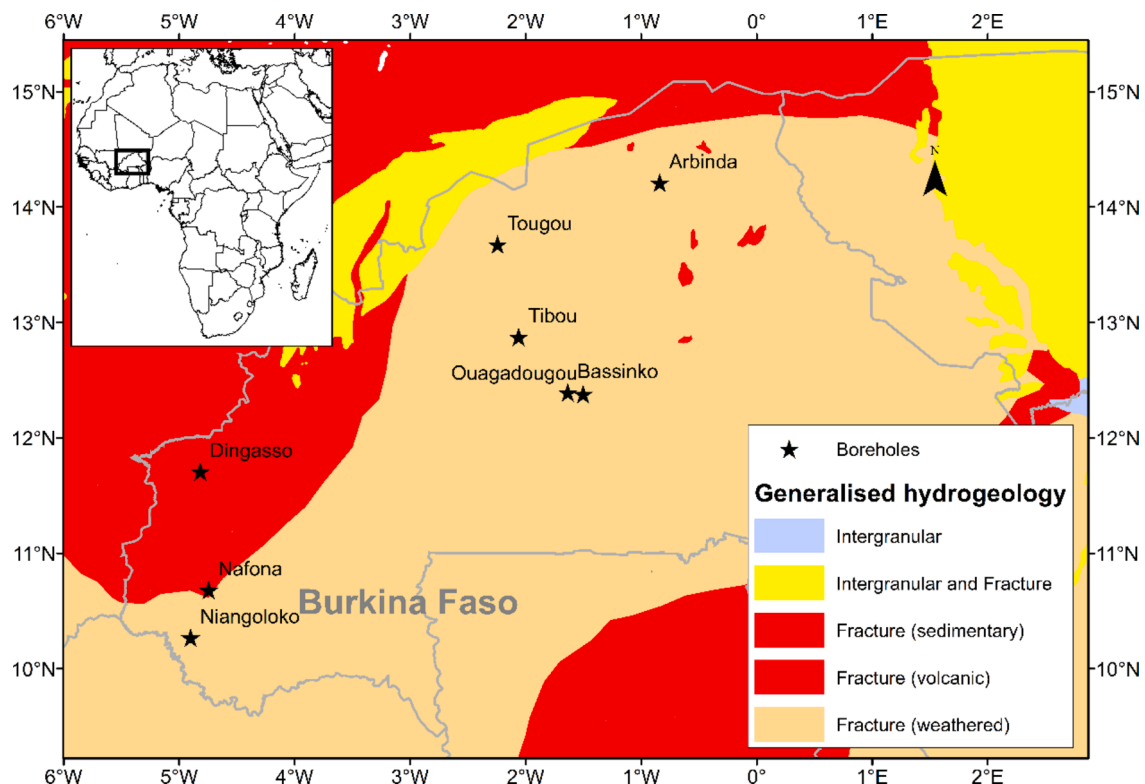 6°W 5°W 4°W 3°W 2°W 1°W 0° 1°E 2°E
15°N 15°N
N
Arbinda
14°N 14°N
Tougou
13°N 13°N
Tibou
Ouagadougou Bassinko
12°N 12°N
Dingasso
Boreholes
Generalised hydrogeology
Intergranular
11°N 11°N
Nafona
Intergranular and Fracture
Burkina Faso
Niangoloko
Fracture (sedimentary)
10°N 10°N
Fracture (volcanic)
Fracture (weathered)
6°W 5°W 4°W 3°W 2°W 1°W 0° 1°E 2°E